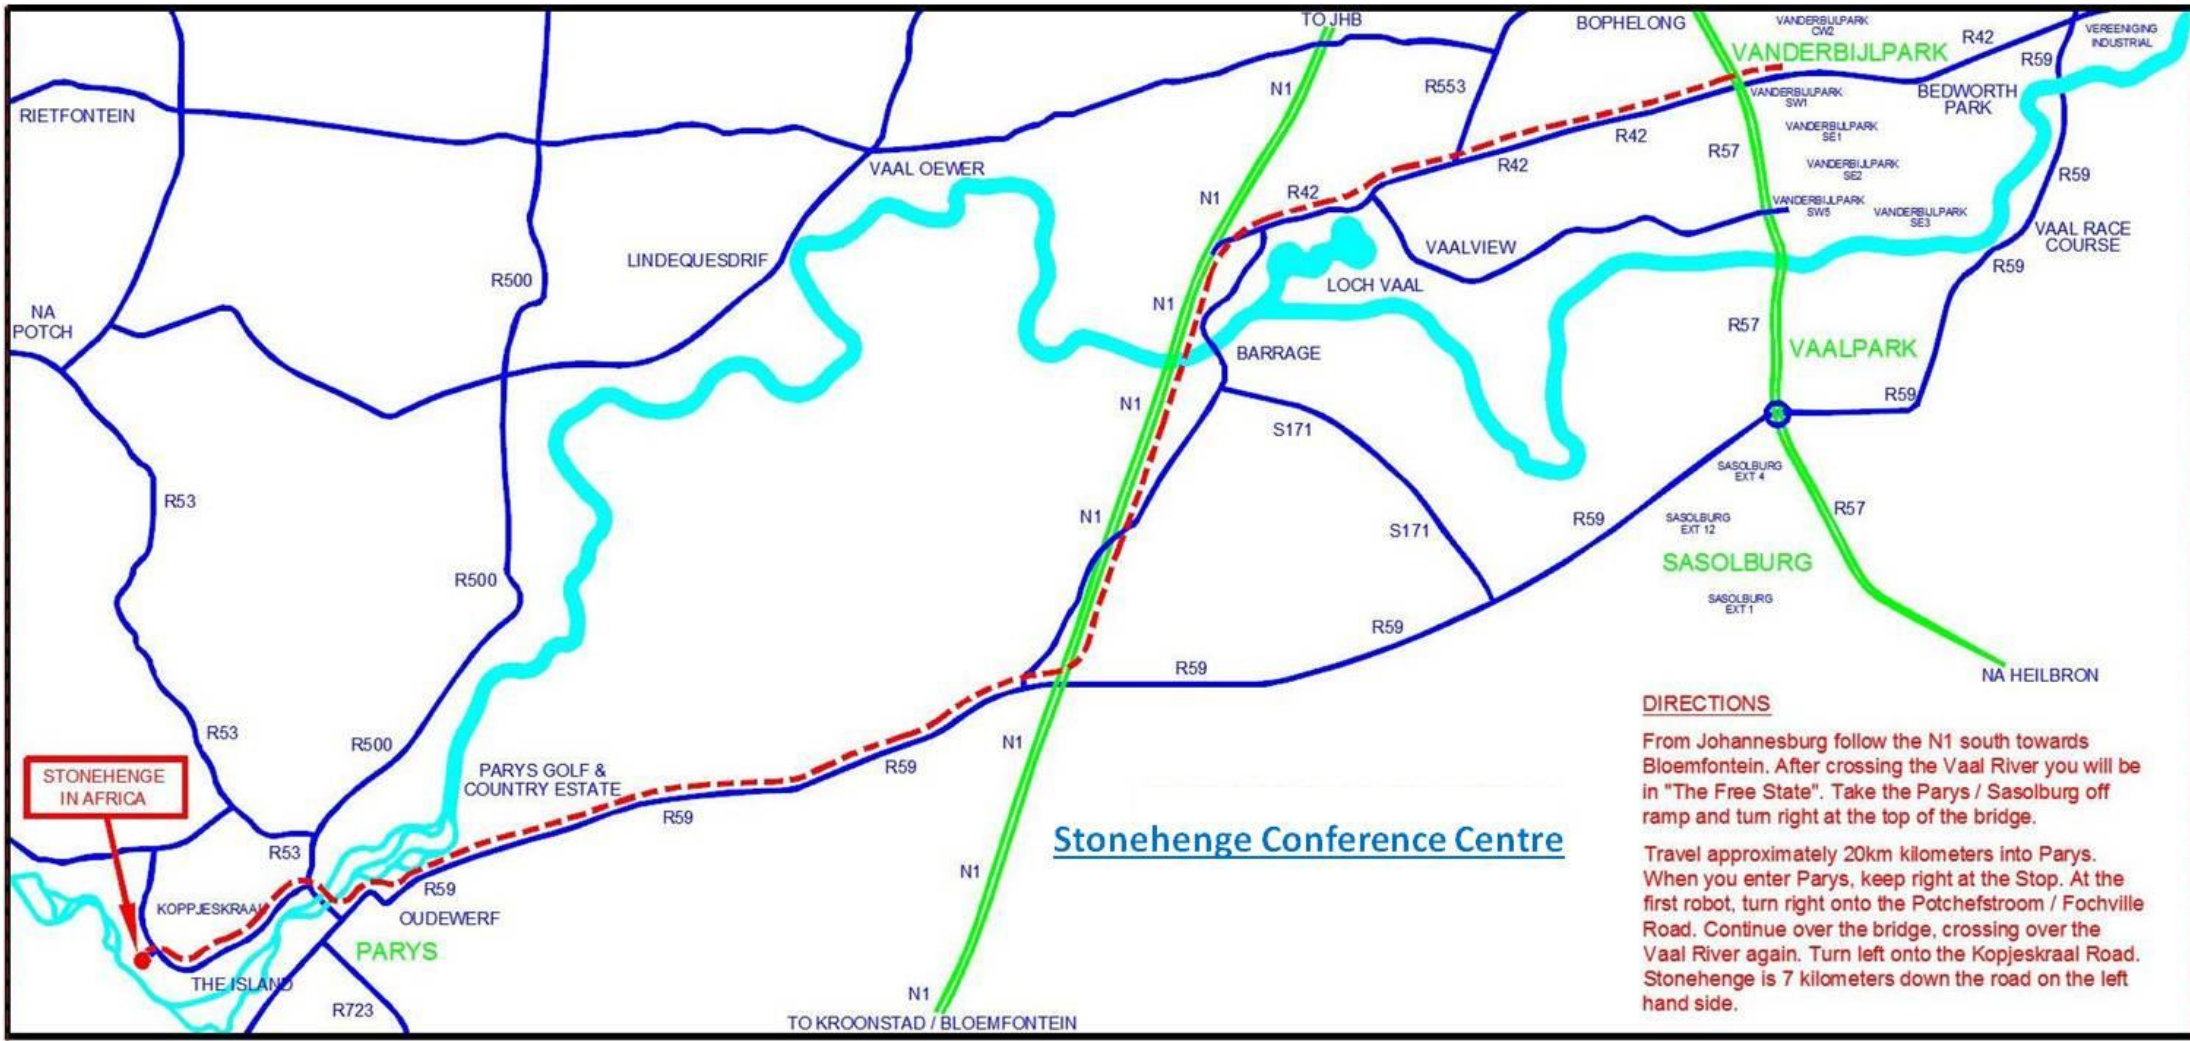 TO JHB
BOPHELONG
VANDERBIJLPARK
CW2
VANDERBIJLPARK
R42
VEREENIGING
INDUSTRIAL
R59
N1
R553
BEDWORTH
PARK
VANDERBIJLPARK
SW1
RIETFONTEIN
VANDERBIJLPARK
SE1
R42
R57
R42
VAAL OEWER
VANDERBIJLPARK
SE2
R59
N1
R42
VANDERBIJLPARK
SW5
VANDERBIJLPARK
SE3
VAAL RACE
COURSE
VAALVIEW
LINDEQUESDRIF
R59
R500
LOCH VAAL
N1
NA
POTCH
R57
VAALPARK
BARRAGE
R59
N1
S171
SASOLBURG
EXT 4
R53
R57
N1
R59
SASOLBURG
EXT 12
S171
SASOLBURG
R500
SASOLBURG
EXT 1
R59
R59
NA HEILBRON
R53
R500
N1
R59
PARYS GOLF &
COUNTRY ESTATE
STONEHENGE
IN AFRICA
R59
R53
N1
R59
KOPPJESKRAAL
OUDEWERF
PARYS
THE ISLAND
R723
N1
TO KROONSTAD / BLOEMFONTEIN
Stonehenge Conference Centre
DIRECTIONS
From Johannesburg follow the N1 south towards
Bloemfontein. After crossing the Vaal River you will be
in "The Free State". Take the Parys / Sasolburg off
ramp and turn right at the top of the bridge.
Travel approximately 20km kilometers into Parys.
When you enter Parys, keep right at the Stop. At the
first robot, turn right onto the Potchefstroom / Fochville
Road. Continue over the bridge, crossing over the
Vaal River again. Turn left onto the Kopjeskraal Road.
Stonehenge is 7 kilometers down the road on the left
hand side.